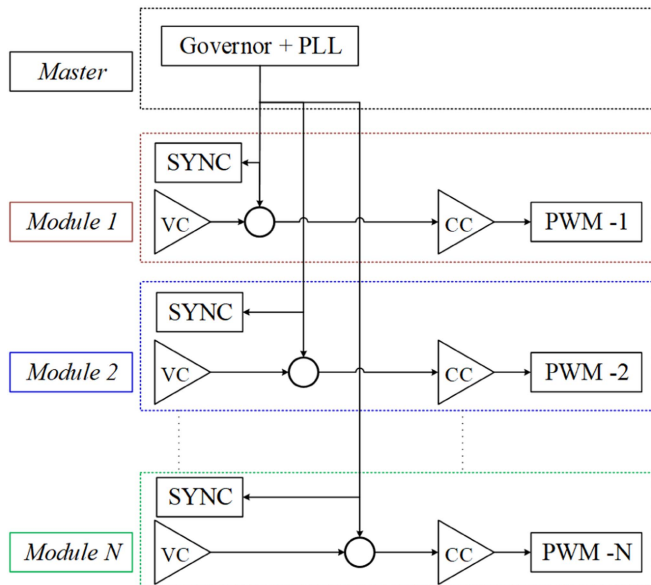 Governor + PLL
Master
SYNC
Module 1
VC
CC
PWM -1
SYNC
Module 2
VC
CC
PWM -2
SYNC
Module N
VC
CC
PWM -N